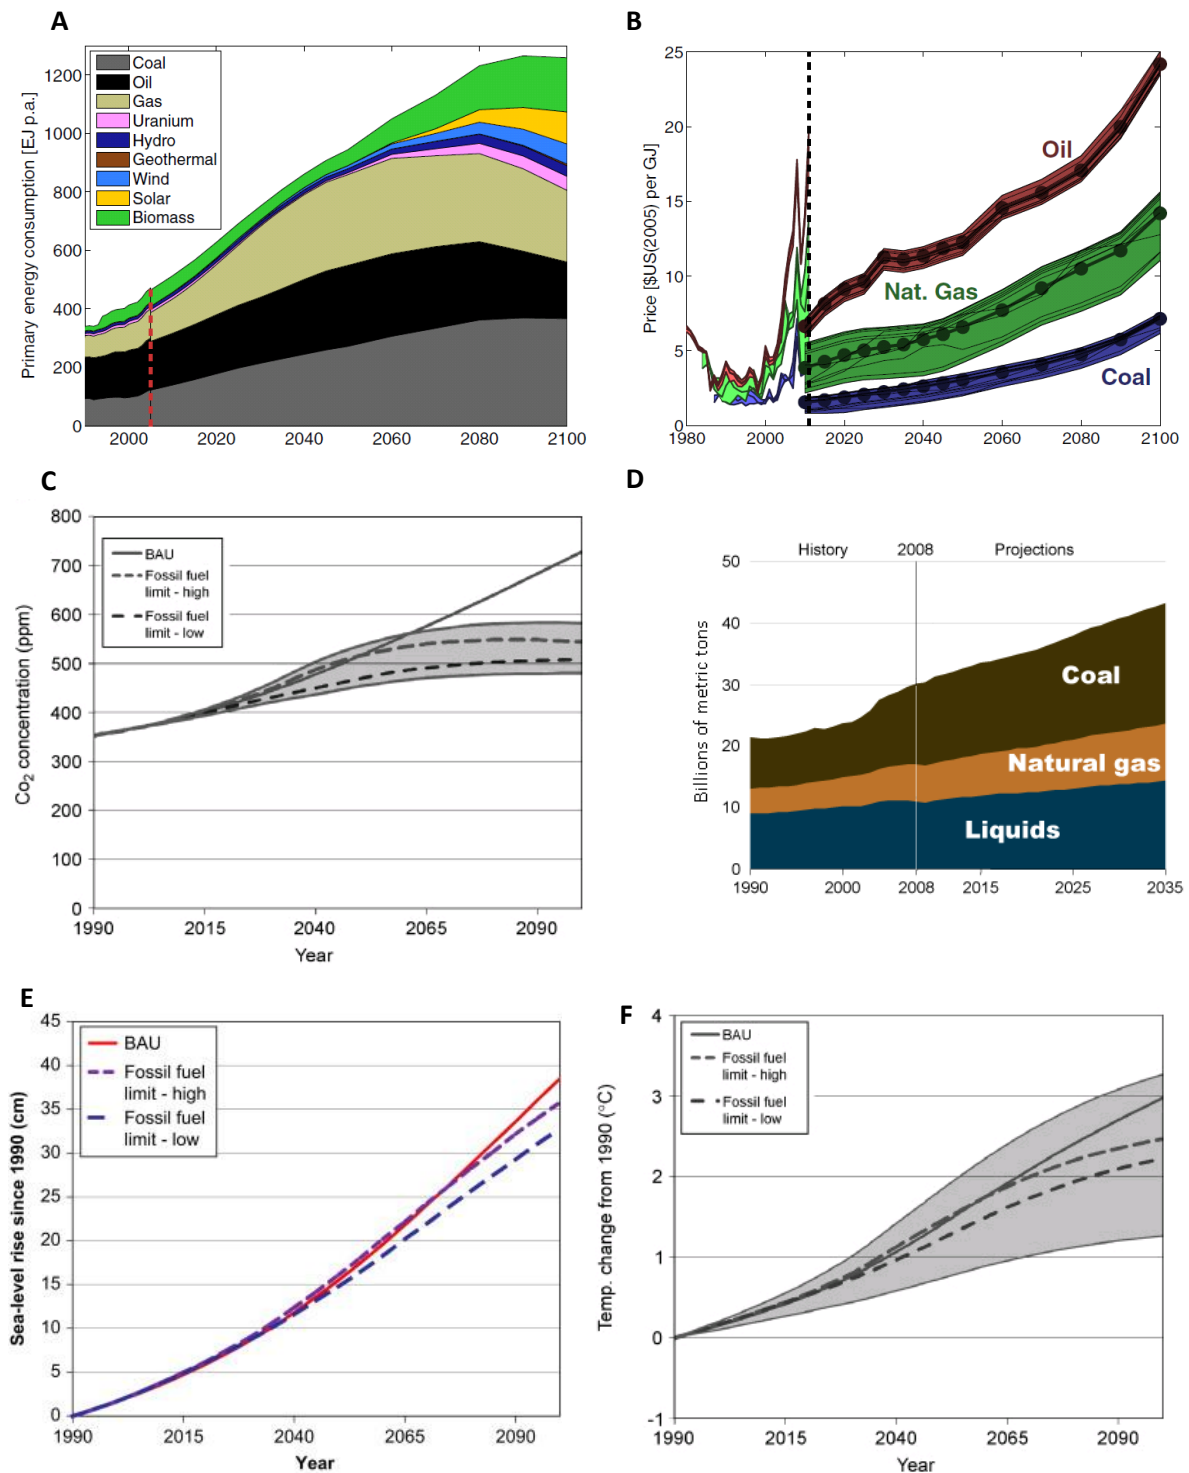 A
Primary energy consumption [EJ p.a.]
1200
1000
800
600
400
200
0
Coal
Oil
Gas
Uranium
Hydro
Geothermal
Wind
Solar
Biomass
2000 2020 2040 2060 2080 2100
B
Price [$US(2005) per GJ]
25
20
15
10
5
0
Oil
Nat. Gas
Coal
1980 2000 2020 2040 2060 2080 2100
C
Co2 concentration (ppm)
800
700
600
500
400
300
200
100
0
BAU
Fossil fuel
limit - high
Fossil fuel
limit - low
1990 2015 2040 2065 2090
Year
D
History 2008 Projections
Billions of metric tons
50
40
30
20
10
0
Coal
Natural gas
Liquids
1990 2000 2008 2015 2025 2035
E
Sea-level rise since 1990 (cm)
45
40
35
30
25
20
15
10
5
0
BAU
Fossil fuel
limit - high
Fossil fuel
limit - low
1990 2015 2040 2065 2090
Year
F
Temp. change from 1990 (°C)
4
3
2
1
0
-1
BAU
Fossil fuel
limit - high
Fossil fuel
limit - low
1990 2015 2040 2065 2090
Year